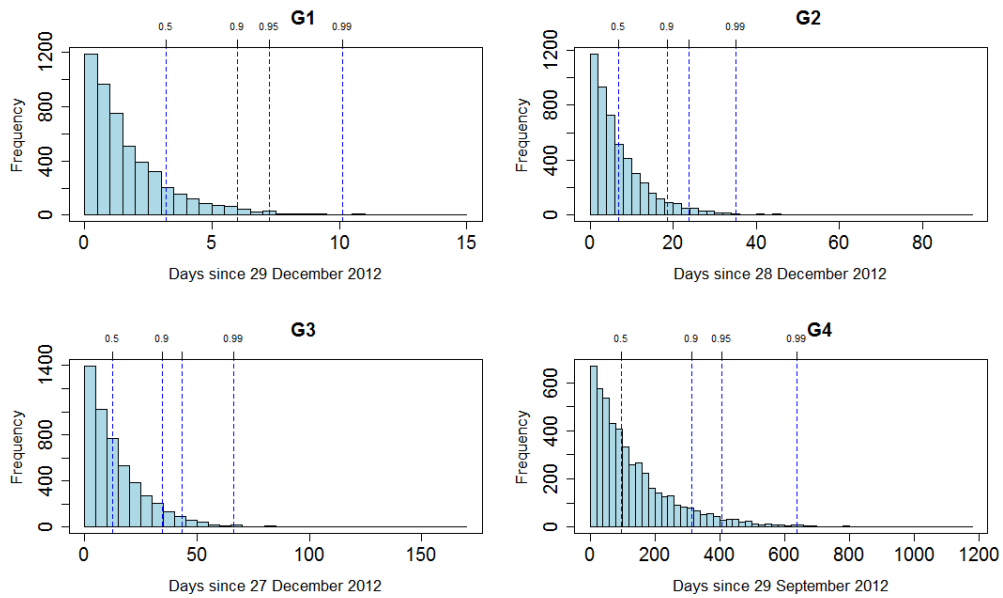 G1
0.5 0.9 0.95 0.99
Frequency
0 400 800 1200
0 5 10 15
Days since 29 December 2012
G2
0.5 0.9 0.99
Frequency
0 400 800 1200
0 20 40 60 80
Days since 28 December 2012
G3
0.5 0.9 0.99
Frequency
0 400 800 1400
0 50 100 150
Days since 27 December 2012
G4
0.5 0.9 0.95 0.99
Frequency
0 200 400 600
0 200 400 600 800 1000 1200
Days since 29 September 2012